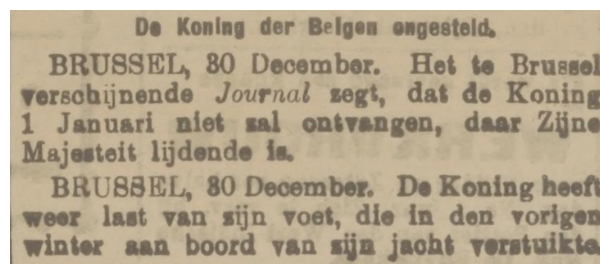 De Koning der Belgen ongesteld.
BRUSSEL, 30 December. Het te Brussel
verschijnende Journal zegt, dat de Koning
1 Januari niet zal ontvangen, daar Zijne
Majesteit lijdende is.
BRUSSEL, 30 December. De Koning heeft
weer last van zijn voet, die in den vorigen
winter aan boord van zijn jacht verstuikte.